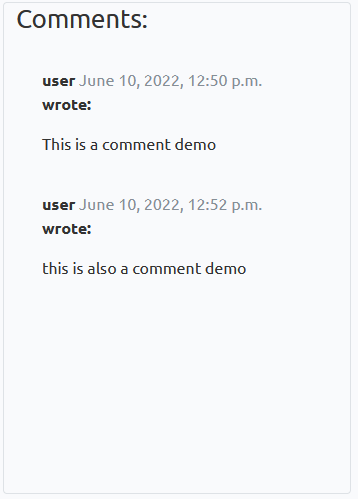 Comments:
user June 10, 2022, 12:50 p.m.
wrote:
This is a comment demo
user June 10, 2022, 12:52 p.m.
wrote:
this is also a comment demo